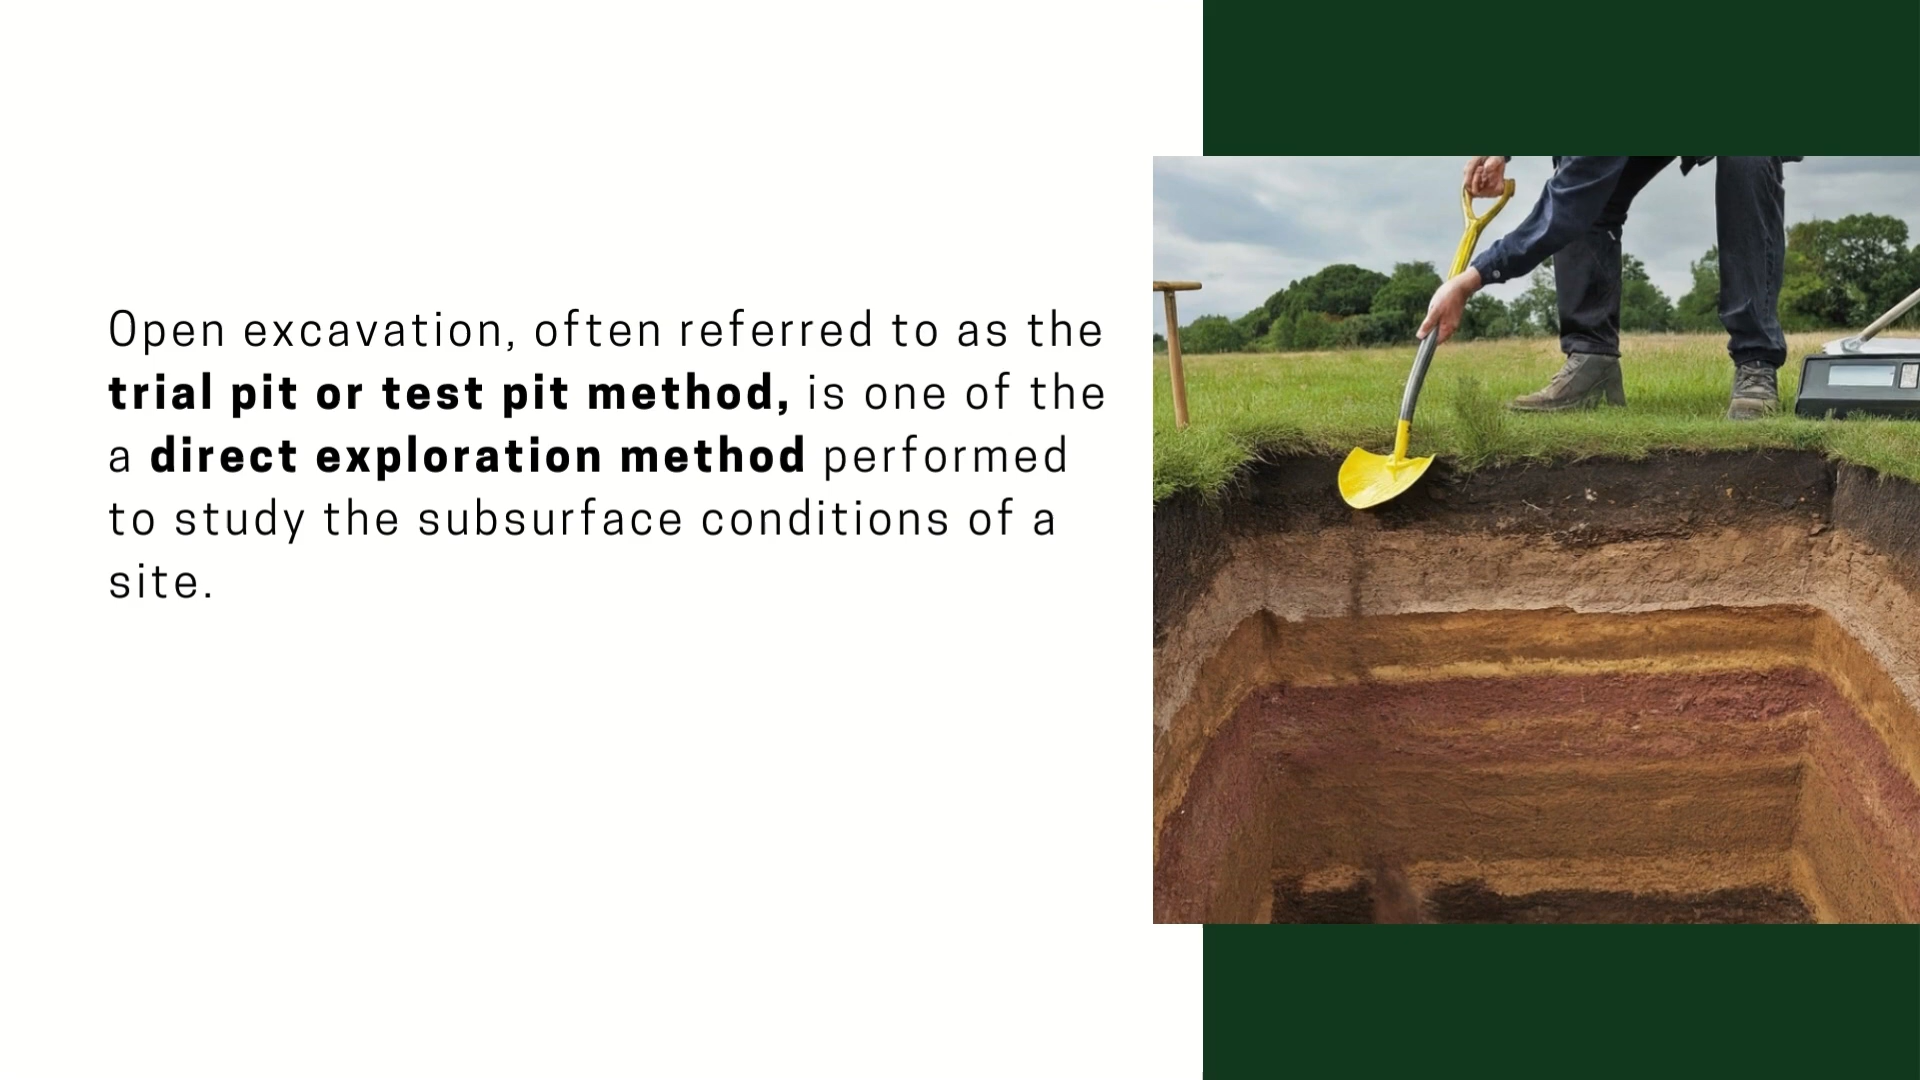 Open excavation, often referred to as the
trial pit or test pit method, is one of the
a direct exploration method performed
to study the subsurface conditions of a
site.